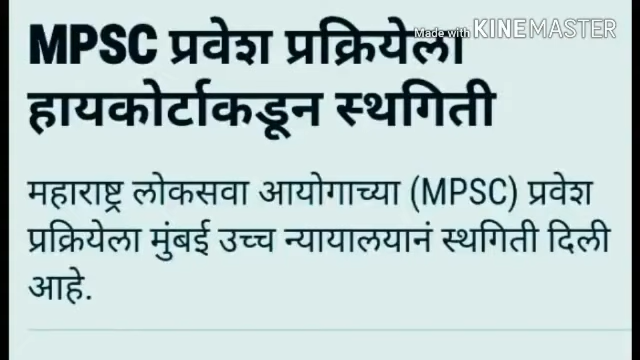 Made with KINEMASTER
MPSC प्रवेश प्रक्रियेला
हायकोर्टाकडून स्थगिती
महाराष्ट्र लोकसवा आयोगाच्या (MPSC) प्रवेश
प्रक्रियेला मुंबई उच्च न्यायालयानं स्थगिती दिली
आहे.